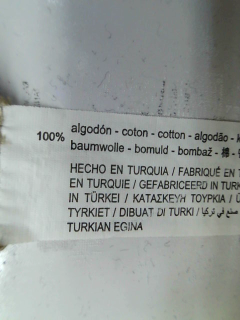 100% algodón - coton - cotton - algodão -
baumwolle - bomuld - bombaž - 棉 -
HECHO EN TURQUIA / FABRIQUÉ EN
EN TURQUIE / GEFABRICEERD IN
IN TÜRKEI / ΚΑΤΑΣΚΕΥΗ ΤΟΥΡΚΙΑ /
TYRKIET / DIBUAT DI TURKI / صنع في تركيا /
TURKIAN EGINA